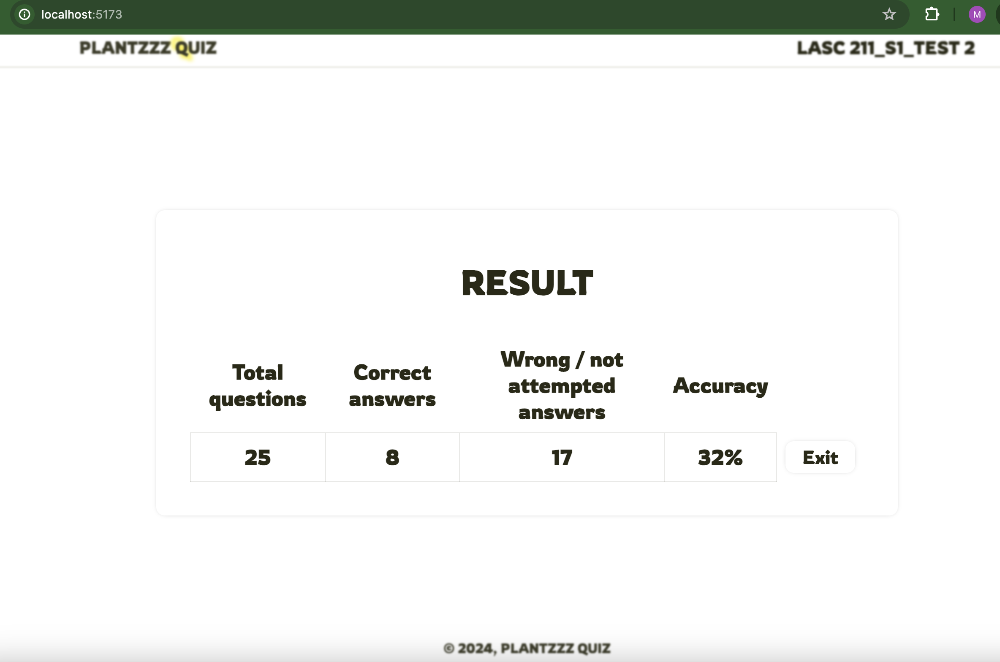 localhost:5173
M
PLANTZZZ QUIZ
LASC 211_S1_TEST 2
RESULT
Total
questions
Correct
answers
Wrong / not
attempted
answers
Accuracy
25
8
17
32%
Exit
© 2024, PLANTZZZ QUIZ